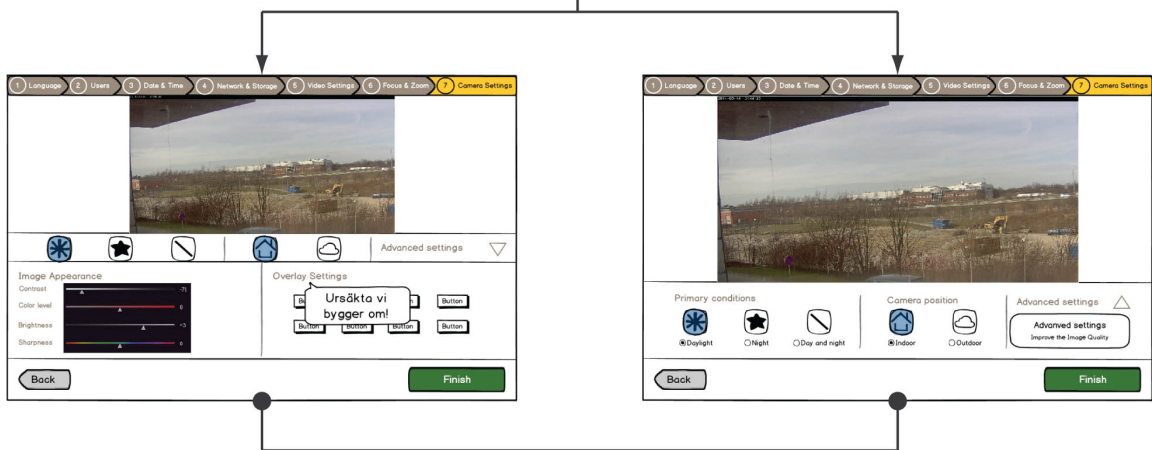 1 Language 2 Users 3 Date & Time 4 Network & Storage 5 Video Settings 6 Focus & Zoom 7 Camera Settings
Advanced settings
Image Appearance
Contrast -71
Color level 0
Brightness -3
Sharpness 0
Overlay Settings
Ursäkta vi
bygger om!
Button
Button Button Button Button
Back
Finish
1 Language 2 Users 3 Date & Time 4 Network & Storage 5 Video Settings 6 Focus & Zoom 7 Camera Settings
Primary conditions
Daylight Night Day and night
Camera position
Indoor Outdoor
Advanced settings
Advanved settings
Improve the Image Quality
Back
Finish